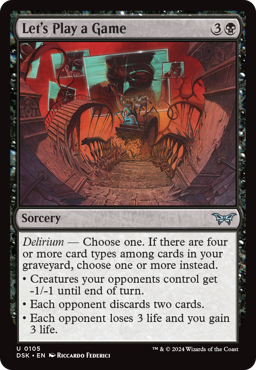 Let's Play a Game 3
Sorcery
Delirium — Choose one. If there are four
or more card types among cards in your
graveyard, choose one or more instead.
• Creatures your opponents control get
-1/-1 until end of turn.
• Each opponent discards two cards.
• Each opponent loses 3 life and you gain
3 life.
U 0105
DSK • EN RICCARDO FEDERICI
™ & © 2024 Wizards of the Coast